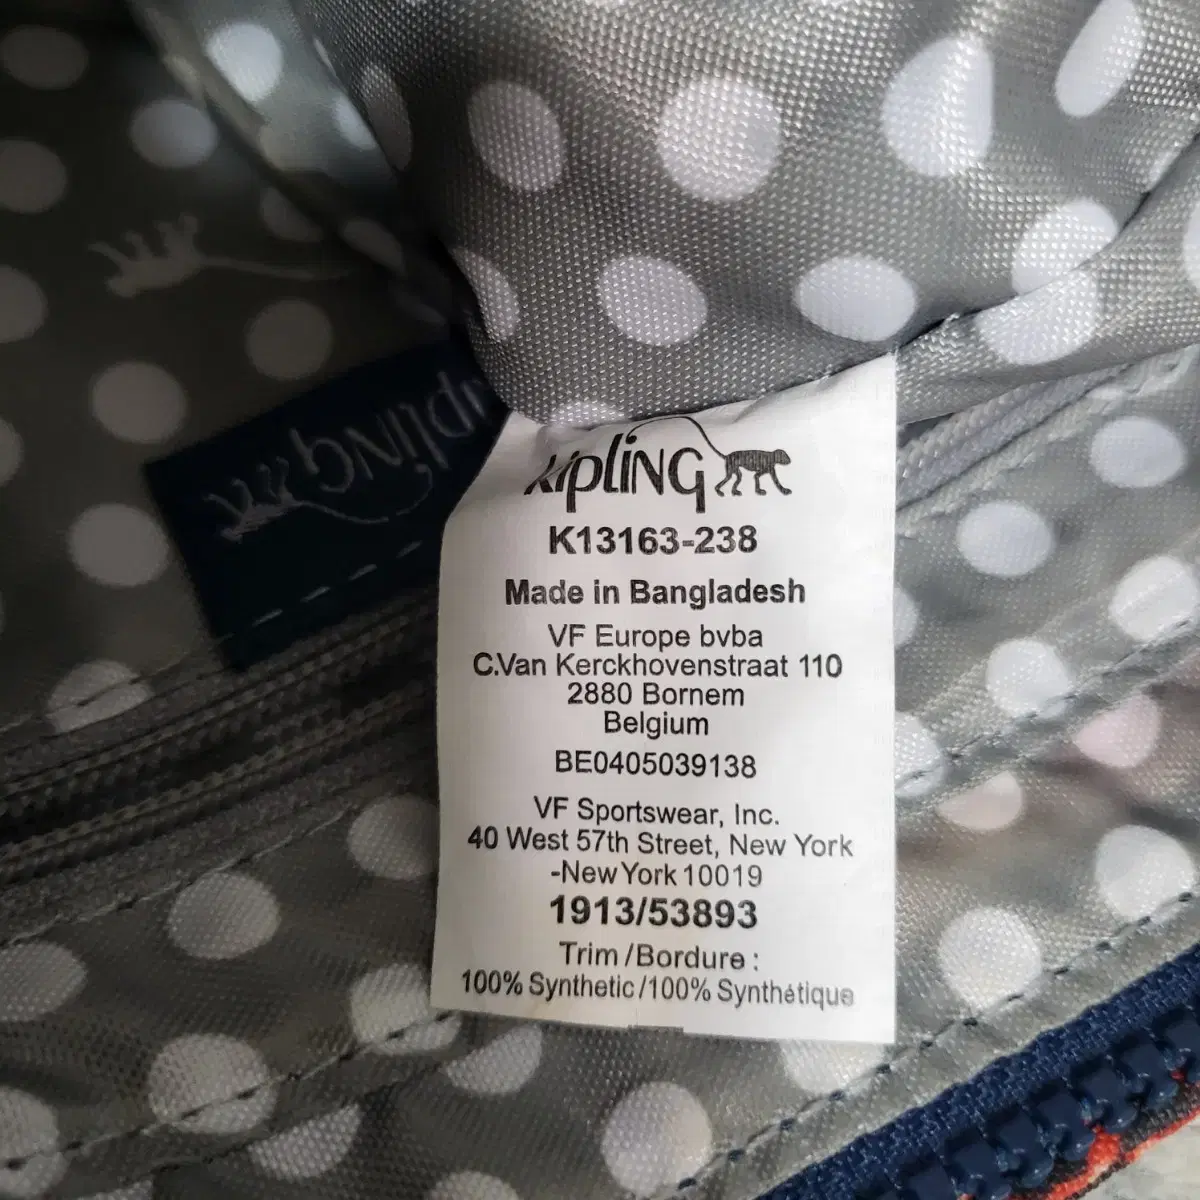 kipling
kipling
K13163-238
Made in Bangladesh
VF Europe bvba
C.Van Kerckhovenstraat 110
2880 Bornem
Belgium
BE0405039138
VF Sportswear, Inc.
40 West 57th Street, New York
-New York 10019
1913/53893
Trim/Bordure :
100% Synthetic/100% Synthétique